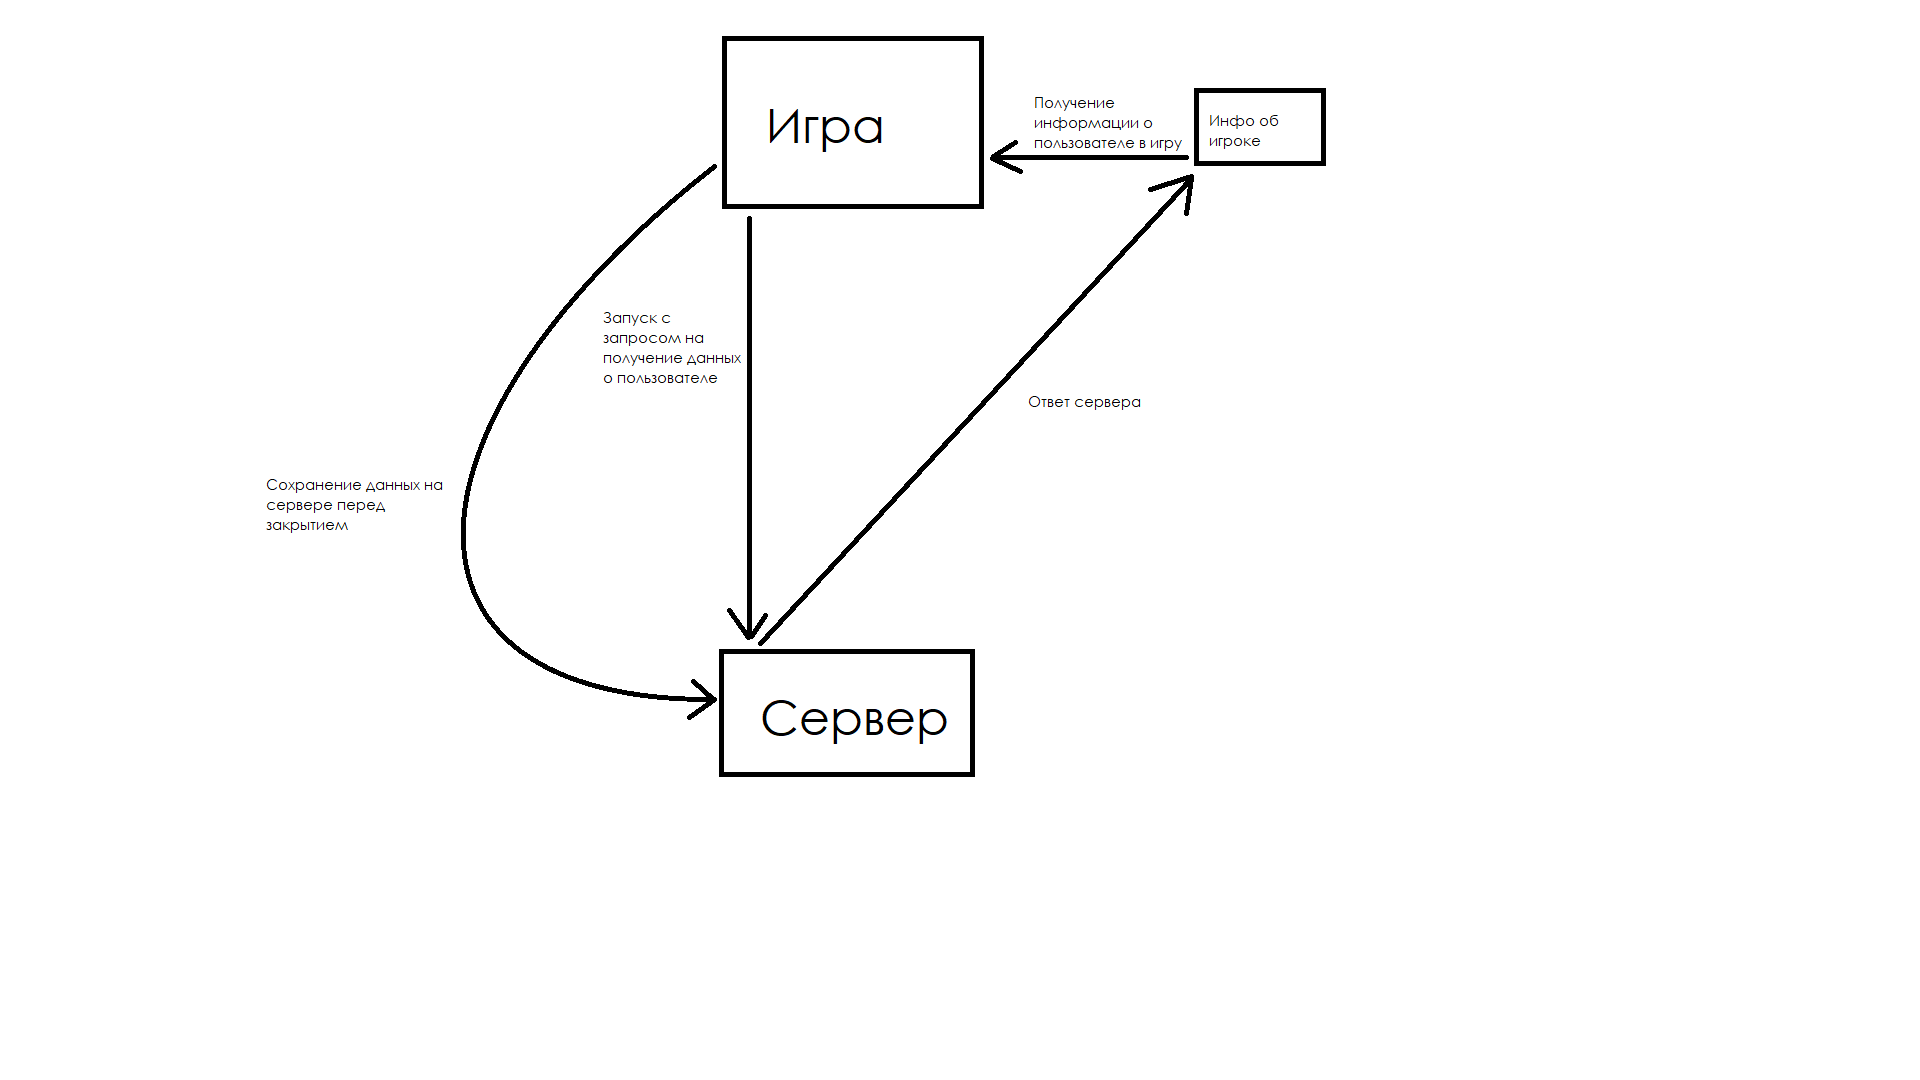 Игра
Получение
информации о
пользователе в игру
Инфо об
игроке
Запуск с
запросом на
получение данных
о пользователе
Ответ сервера
Сохранение данных на
сервере перед
закрытием
Сервер